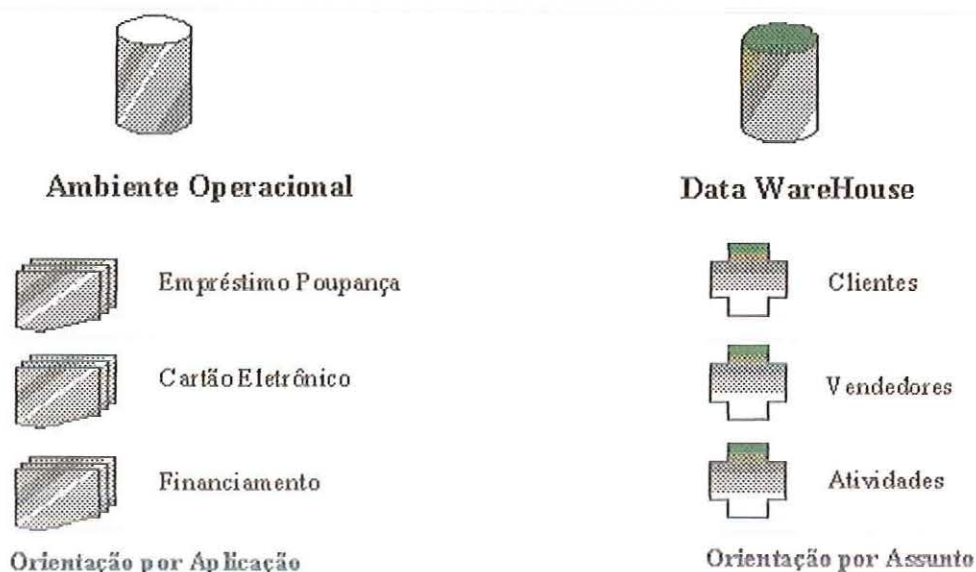 Ambiente Operacional
Data WareHouse
Empréstimo Poupança
Clientes
Cartão Eletrônico
Vendedores
Financiamento
Atividades
Orientação por Aplicação
Orientação por Assunto